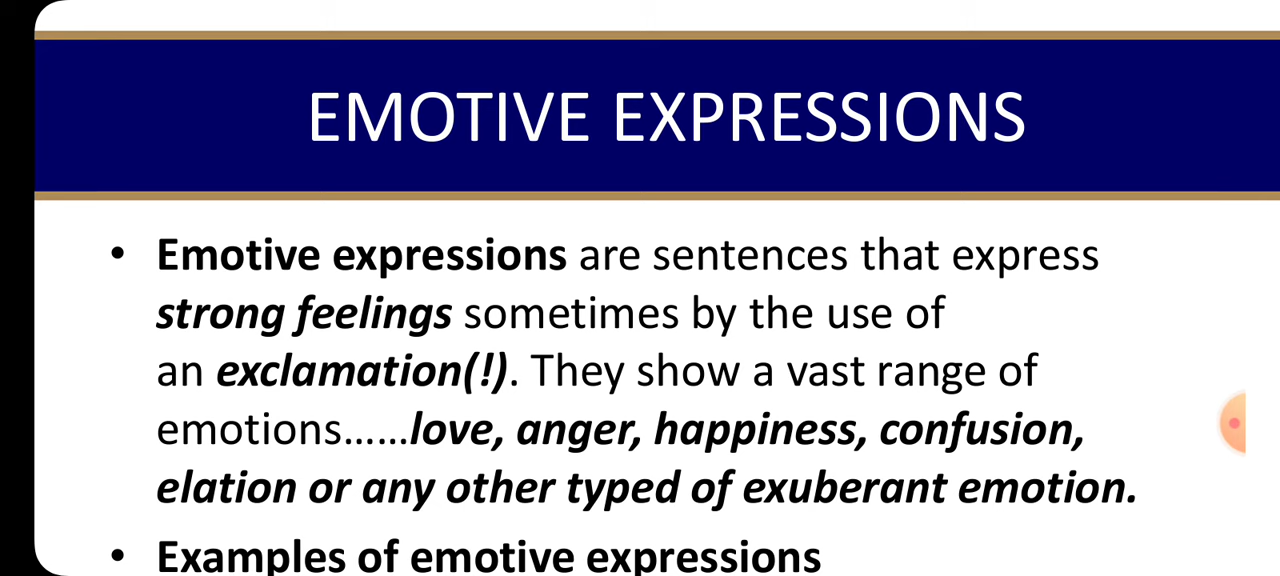 EMOTIVE EXPRESSIONS
• Emotive expressions are sentences that express
strong feelings sometimes by the use of
an exclamation(!). They show a vast range of
emotions......love, anger, happiness, confusion,
elation or any other typed of exuberant emotion.
• Examples of emotive expressions